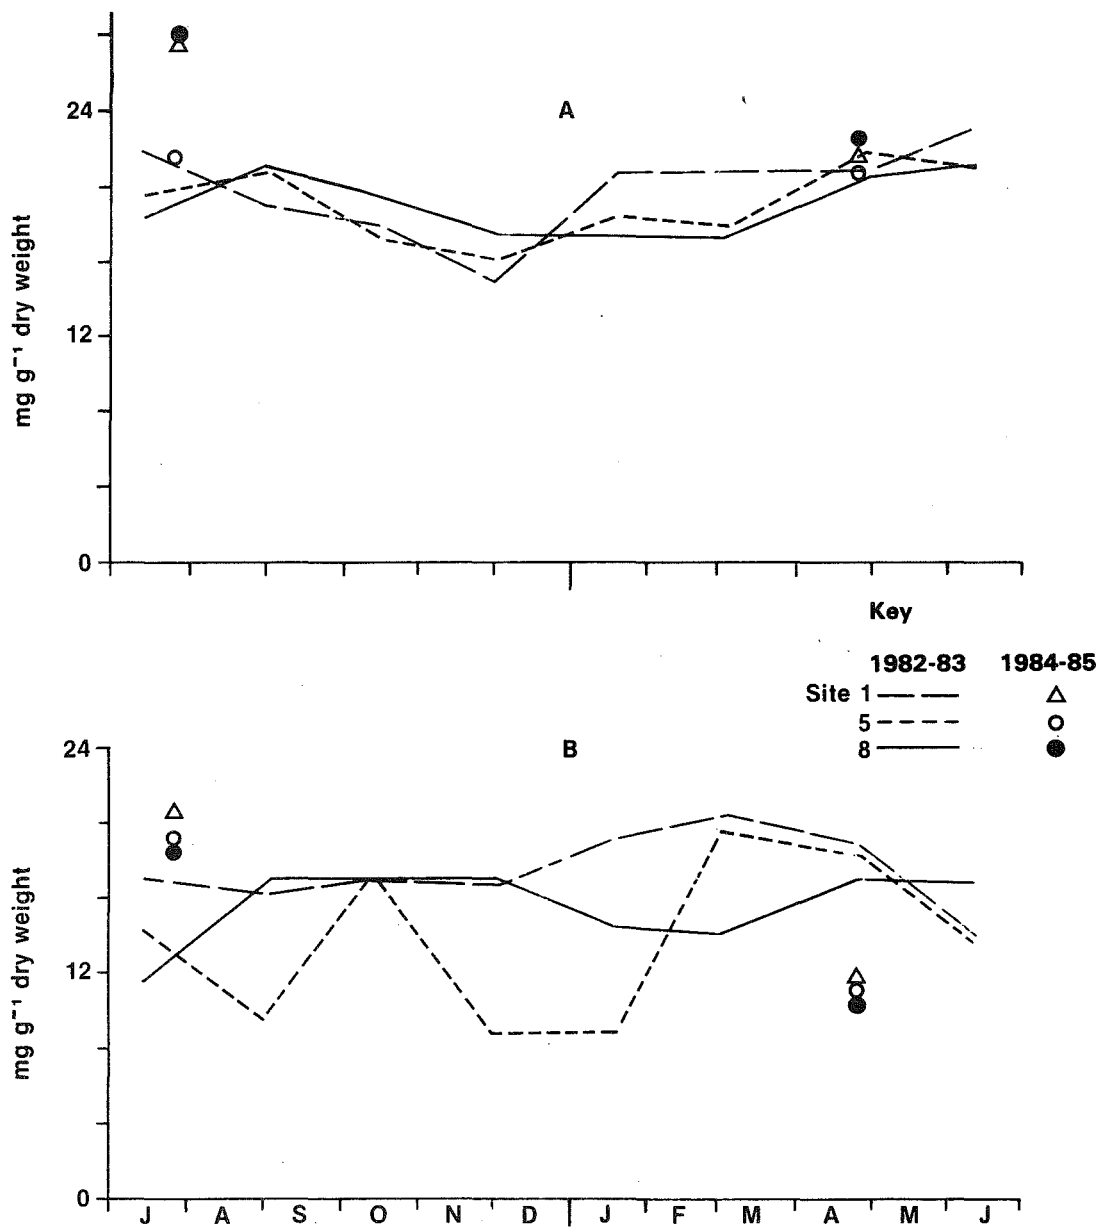 A
24
12
0
mg g⁻¹ dry weight
Key
1982-83 1984-85
Site 1
5
8
B
24
12
0
mg g⁻¹ dry weight
J A S O N D J F M A M J